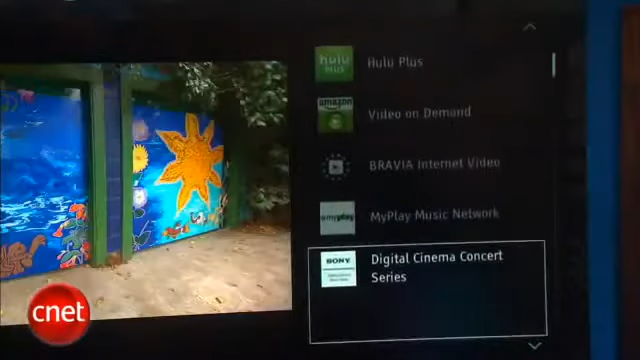 hulu
PLUS
Hulu Plus
amazon
Video on Demand
BRAVIA Internet Video
myplay
MyPlay Music Network
SONY
Digital Cinema Concert
Series
cnet